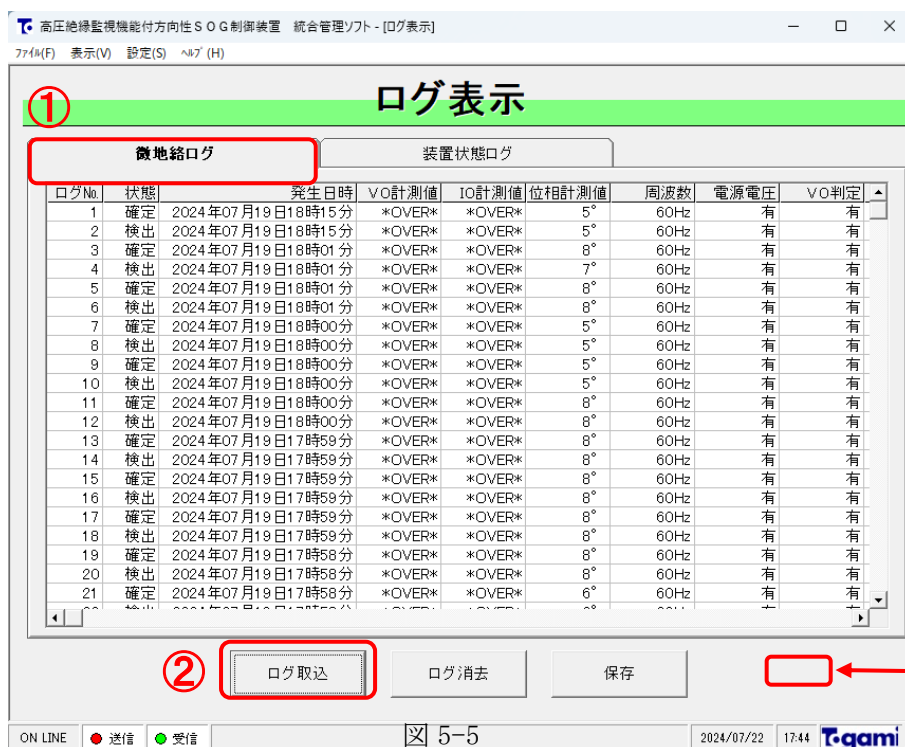 高圧絶縁監視機能付方向性SOG制御装置 統合管理ソフト - [ログ表示]
ファイル(F) 表示(V) 設定(S) ヘルプ(H)
①
ログ表示
微地絡ログ 装置状態ログ
ログNo. 状態 発生日時 VO計測値 IO計測値 位相計測値 周波数 電源電圧 VO判定
1 確定 2024年07月19日18時15分 *OVER* *OVER* 5° 60Hz 有 有
2 検出 2024年07月19日18時15分 *OVER* *OVER* 5° 60Hz 有 有
3 確定 2024年07月19日18時01分 *OVER* *OVER* 8° 60Hz 有 有
4 検出 2024年07月19日18時01分 *OVER* *OVER* 7° 60Hz 有 有
5 確定 2024年07月19日18時01分 *OVER* *OVER* 8° 60Hz 有 有
6 検出 2024年07月19日18時01分 *OVER* *OVER* 8° 60Hz 有 有
7 確定 2024年07月19日18時00分 *OVER* *OVER* 5° 60Hz 有 有
8 検出 2024年07月19日18時00分 *OVER* *OVER* 5° 60Hz 有 有
9 確定 2024年07月19日18時00分 *OVER* *OVER* 5° 60Hz 有 有
10 検出 2024年07月19日18時00分 *OVER* *OVER* 5° 60Hz 有 有
11 確定 2024年07月19日18時00分 *OVER* *OVER* 8° 60Hz 有 有
12 検出 2024年07月19日18時00分 *OVER* *OVER* 8° 60Hz 有 有
13 確定 2024年07月19日17時59分 *OVER* *OVER* 8° 60Hz 有 有
14 検出 2024年07月19日17時59分 *OVER* *OVER* 8° 60Hz 有 有
15 確定 2024年07月19日17時59分 *OVER* *OVER* 8° 60Hz 有 有
16 検出 2024年07月19日17時59分 *OVER* *OVER* 8° 60Hz 有 有
17 確定 2024年07月19日17時59分 *OVER* *OVER* 8° 60Hz 有 有
18 検出 2024年07月19日17時59分 *OVER* *OVER* 8° 60Hz 有 有
19 確定 2024年07月19日17時58分 *OVER* *OVER* 8° 60Hz 有 有
20 検出 2024年07月19日17時58分 *OVER* *OVER* 8° 60Hz 有 有
21 確定 2024年07月19日17時58分 *OVER* *OVER* 6° 60Hz 有 有
② ログ取込 ログ消去 保存
ON LINE 送信 受信 図 5-5 2024/07/22 17:44 Togami